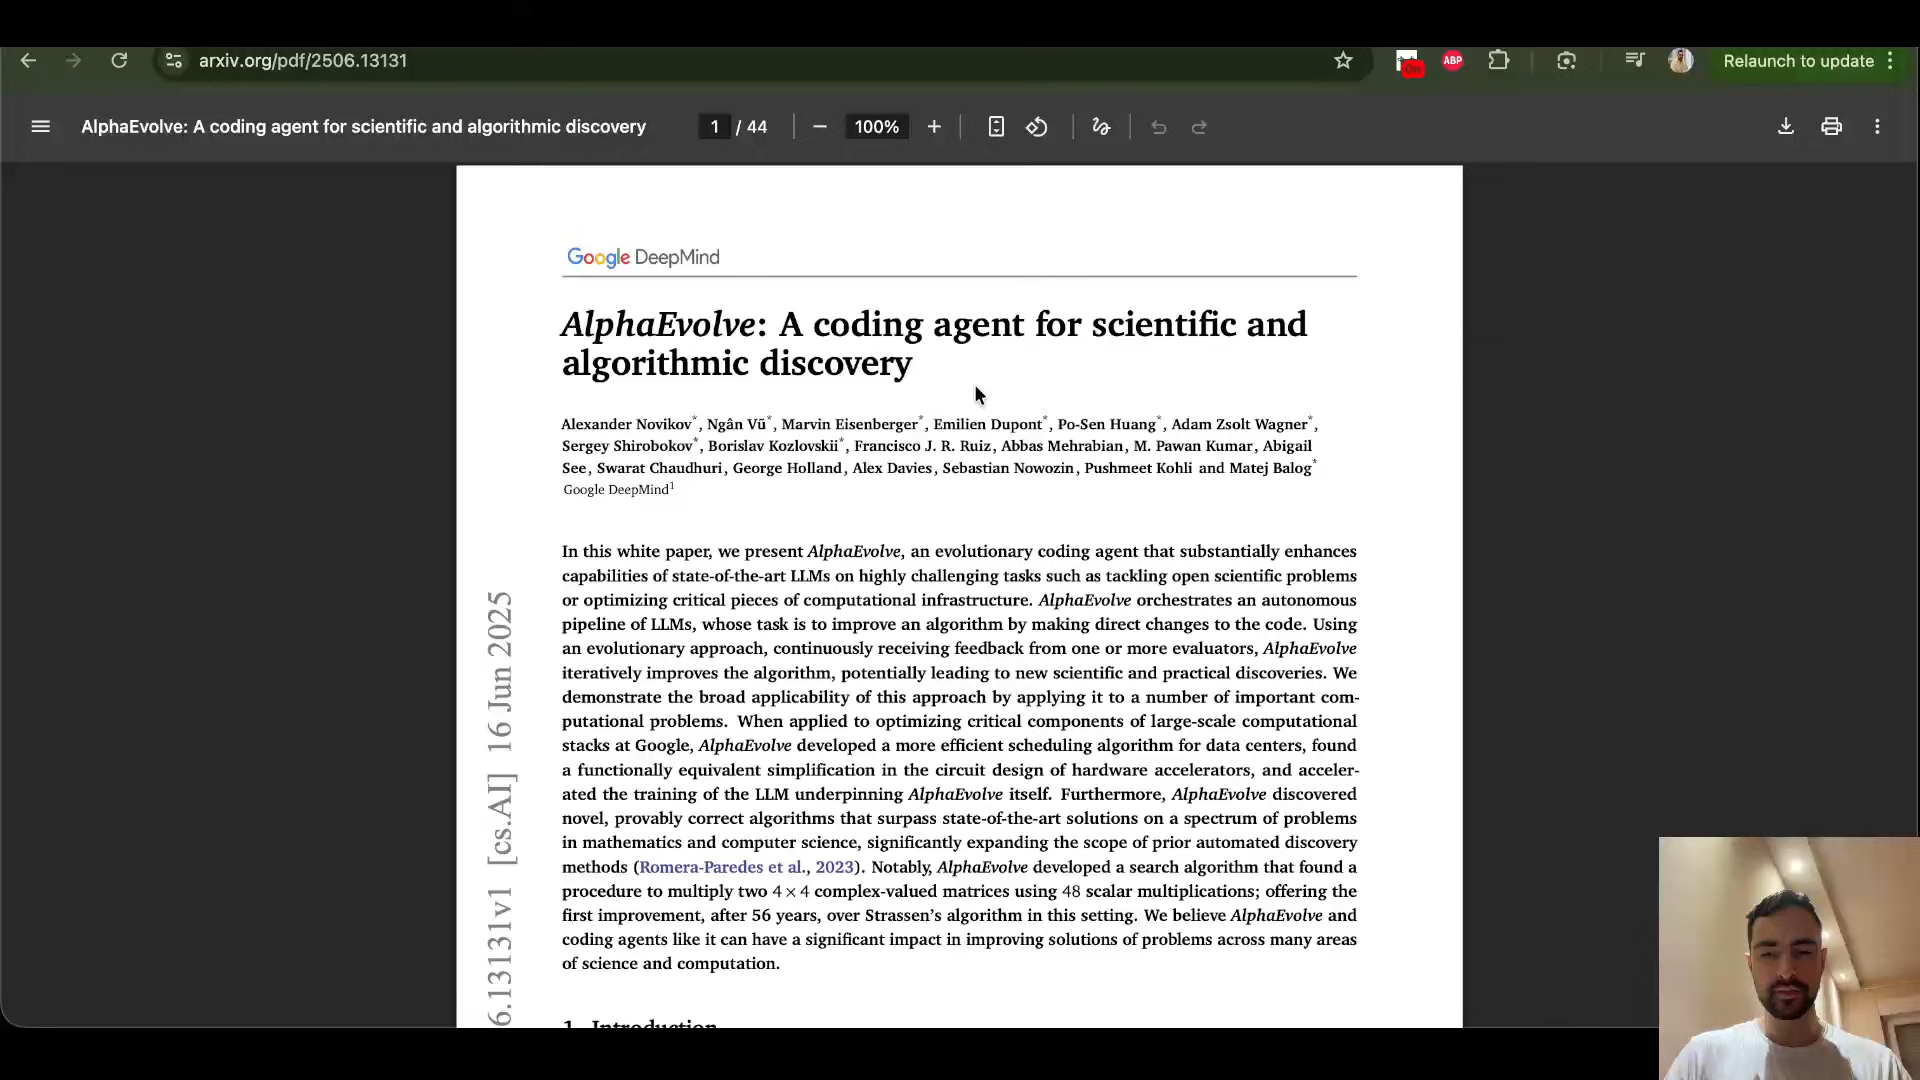 arxiv.org/pdf/2506.13131
On
ABP
Relaunch to update
AlphaEvolve: A coding agent for scientific and algorithmic discovery
1 / 44
100%
Google DeepMind
AlphaEvolve: A coding agent for scientific and
algorithmic discovery
Alexander Novikov*, Ngân Vũ*, Marvin Eisenberger*, Emilien Dupont*, Po-Sen Huang*, Adam Zsolt Wagner*,
Sergey Shirobokov*, Borislav Kozlovskii*, Francisco J. R. Ruiz, Abbas Mehrabian, M. Pawan Kumar, Abigail
See, Swarat Chaudhuri, George Holland, Alex Davies, Sebastian Nowozin, Pushmeet Kohli and Matej Balog*
Google DeepMind1
In this white paper, we present AlphaEvolve, an evolutionary coding agent that substantially enhances
capabilities of state-of-the-art LLMs on highly challenging tasks such as tackling open scientific problems
or optimizing critical pieces of computational infrastructure. AlphaEvolve orchestrates an autonomous
pipeline of LLMs, whose task is to improve an algorithm by making direct changes to the code. Using
an evolutionary approach, continuously receiving feedback from one or more evaluators, AlphaEvolve
iteratively improves the algorithm, potentially leading to new scientific and practical discoveries. We
demonstrate the broad applicability of this approach by applying it to a number of important com-
putational problems. When applied to optimizing critical components of large-scale computational
stacks at Google, AlphaEvolve developed a more efficient scheduling algorithm for data centers, found
a functionally equivalent simplification in the circuit design of hardware accelerators, and acceler-
ated the training of the LLM underpinning AlphaEvolve itself. Furthermore, AlphaEvolve discovered
novel, provably correct algorithms that surpass state-of-the-art solutions on a spectrum of problems
in mathematics and computer science, significantly expanding the scope of prior automated discovery
methods (Romera-Paredes et al., 2023). Notably, AlphaEvolve developed a search algorithm that found a
procedure to multiply two 4 × 4 complex-valued matrices using 48 scalar multiplications; offering the
first improvement, after 56 years, over Strassen's algorithm in this setting. We believe AlphaEvolve and
coding agents like it can have a significant impact in improving solutions of problems across many areas
of science and computation.
1 Introduction
6.13131v1 [cs.AI] 16 Jun 2025